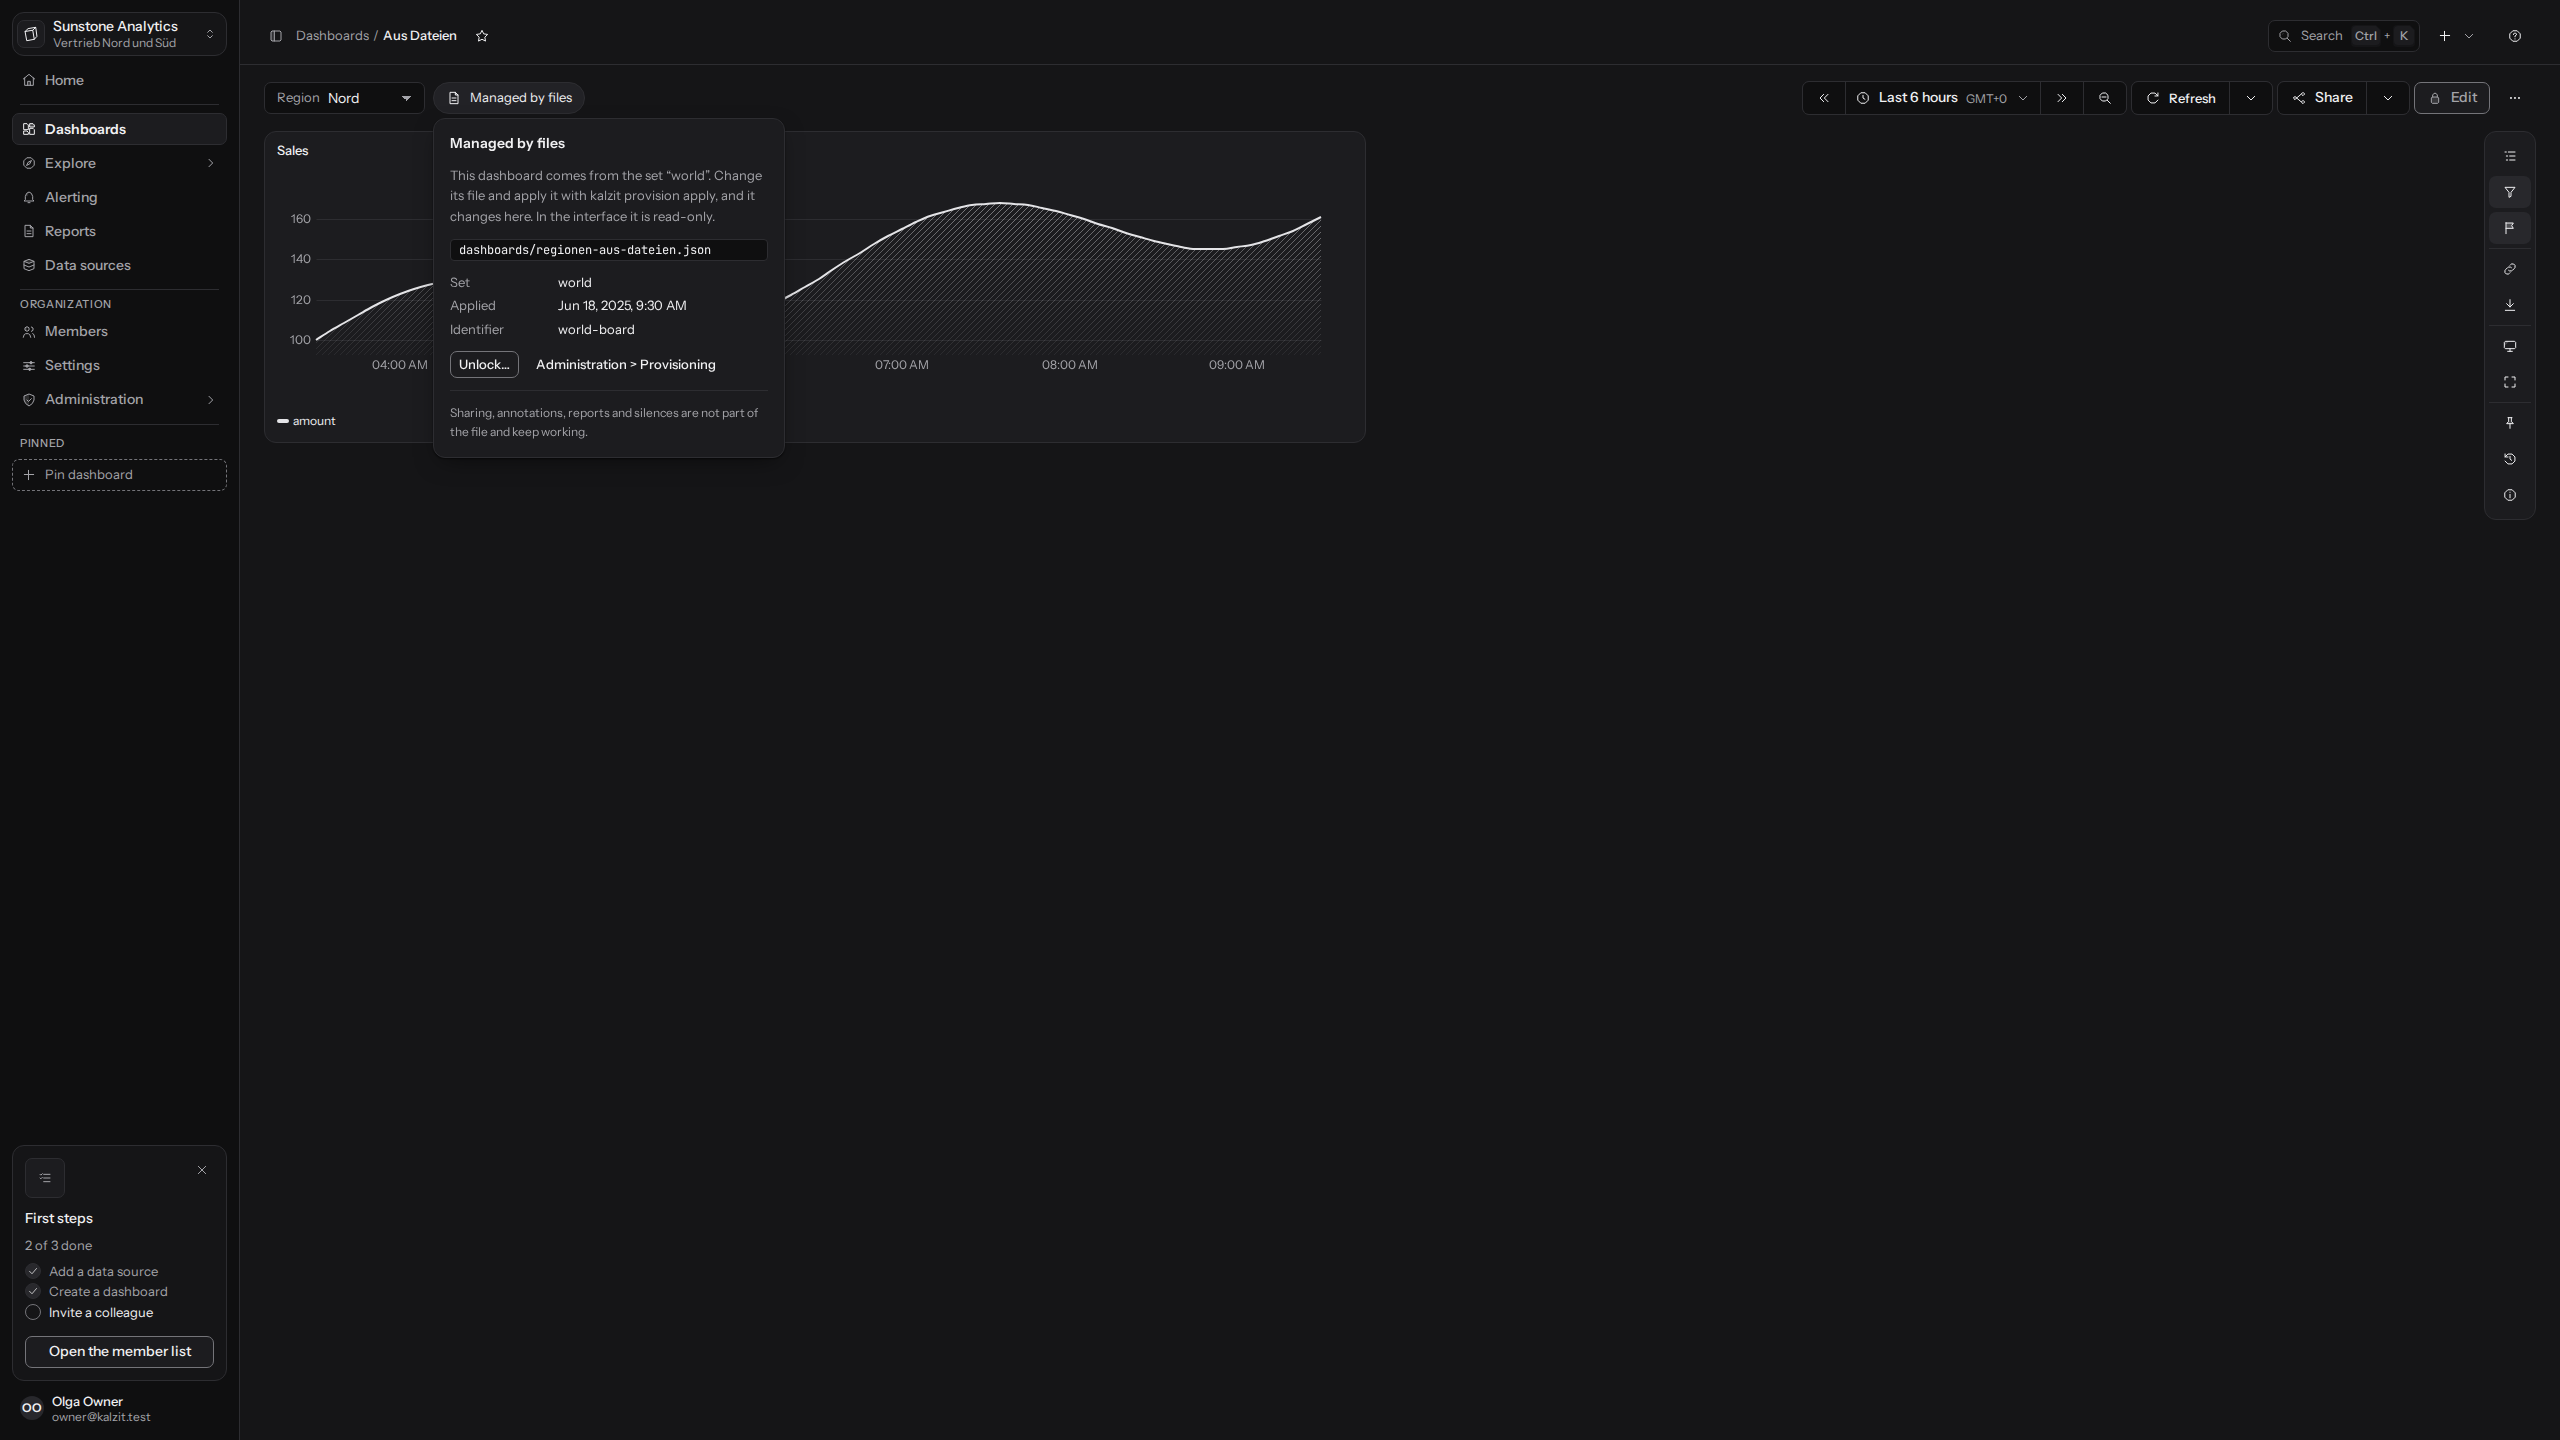 Sunstone Analytics
Vertrieb Nord und Süd
Home
Dashboards
Explore
Alerting
Reports
Data sources
ORGANIZATION
Members
Settings
Administration
PINNED
Pin dashboard
First steps
2 of 3 done
Add a data source
Create a dashboard
Invite a colleague
Open the member list
OO
Olga Owner
owner@kalzit.test
Dashboards / Aus Dateien
Search Ctrl + K
Region Nord
Managed by files
Last 6 hours GMT+0
Refresh
Share
Edit
Sales
160
140
120
100
04:00 AM
07:00 AM
08:00 AM
09:00 AM
amount
Managed by files
This dashboard comes from the set “world”. Change
its file and apply it with kalzit provision apply, and it
changes here. In the interface it is read-only.
dashboards/regionen-aus-dateien.json
Set world
Applied Jun 18, 2025, 9:30 AM
Identifier world-board
Unlock...
Administration > Provisioning
Sharing, annotations, reports and silences are not part of
the file and keep working.